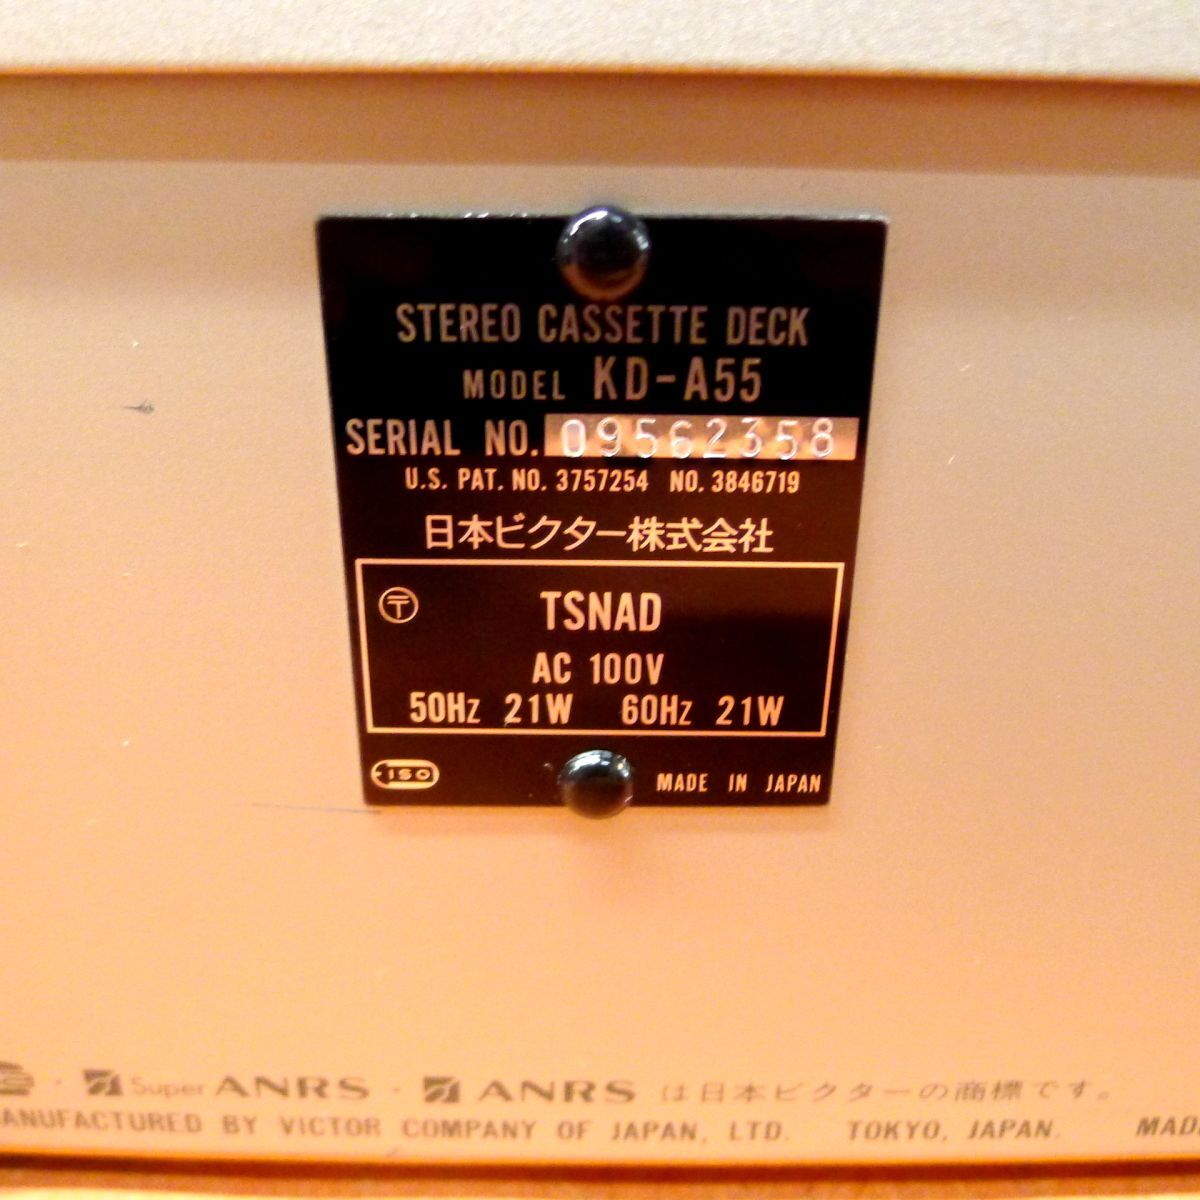 STEREO CASSETTE DECK
MODEL KD-A55
SERIAL NO. 09562358
U.S. PAT. NO. 3757254 NO. 3846719
日本ビクター株式会社
TSNAD
AC 100V
50Hz 21W 60Hz 21W
ISO
MADE IN JAPAN
· Super ANRS · ANRS は日本ビクターの商標です。
ANUFACTURED BY VICTOR COMPANY OF JAPAN, LTD. TOKYO, JAPAN. MAD